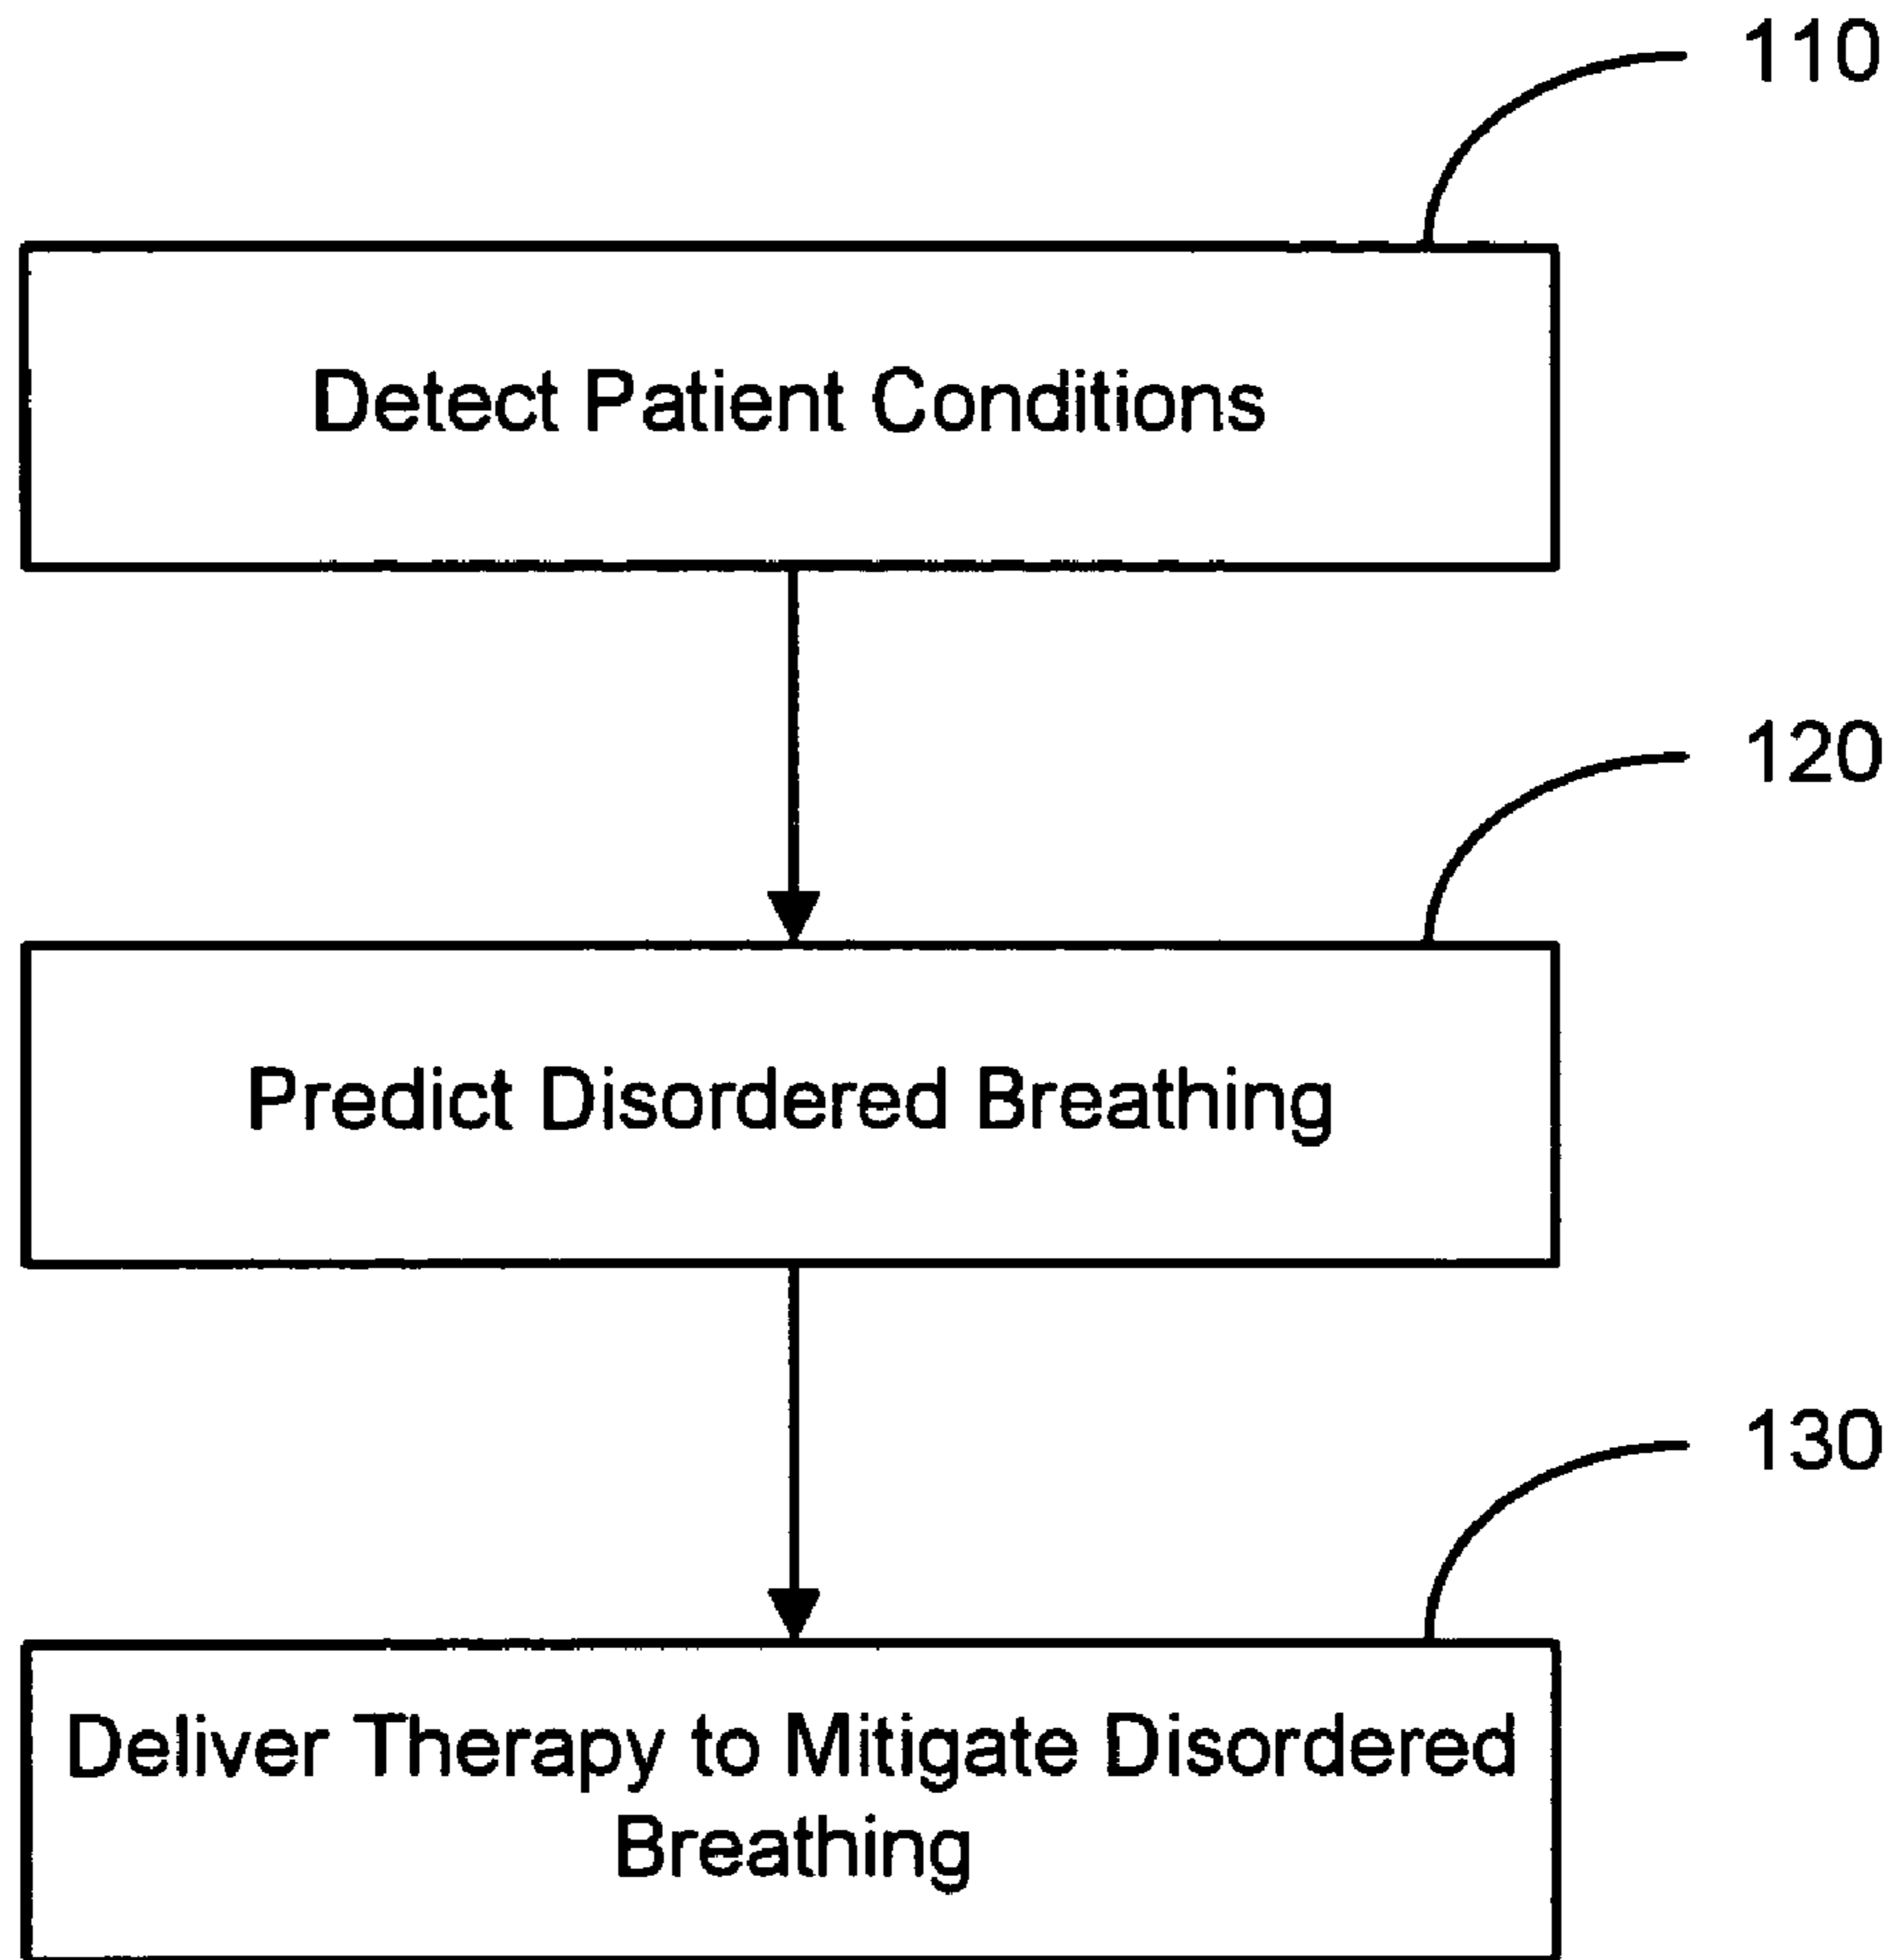 110
Detect Patient Conditions
120
Predict Disordered Breathing
130
Deliver Therapy to Mitigate Disordered
Breathing